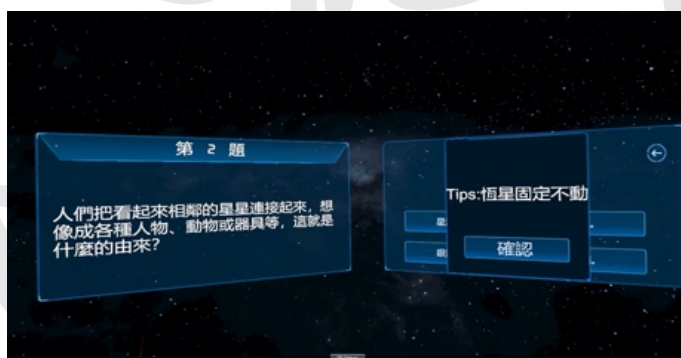 第 2 題
人們把看起來相鄰的星星連接起來，想
像成各種人物、動物或器具等，這就是
什麼的由來？
Tips:恆星固定不動
確認